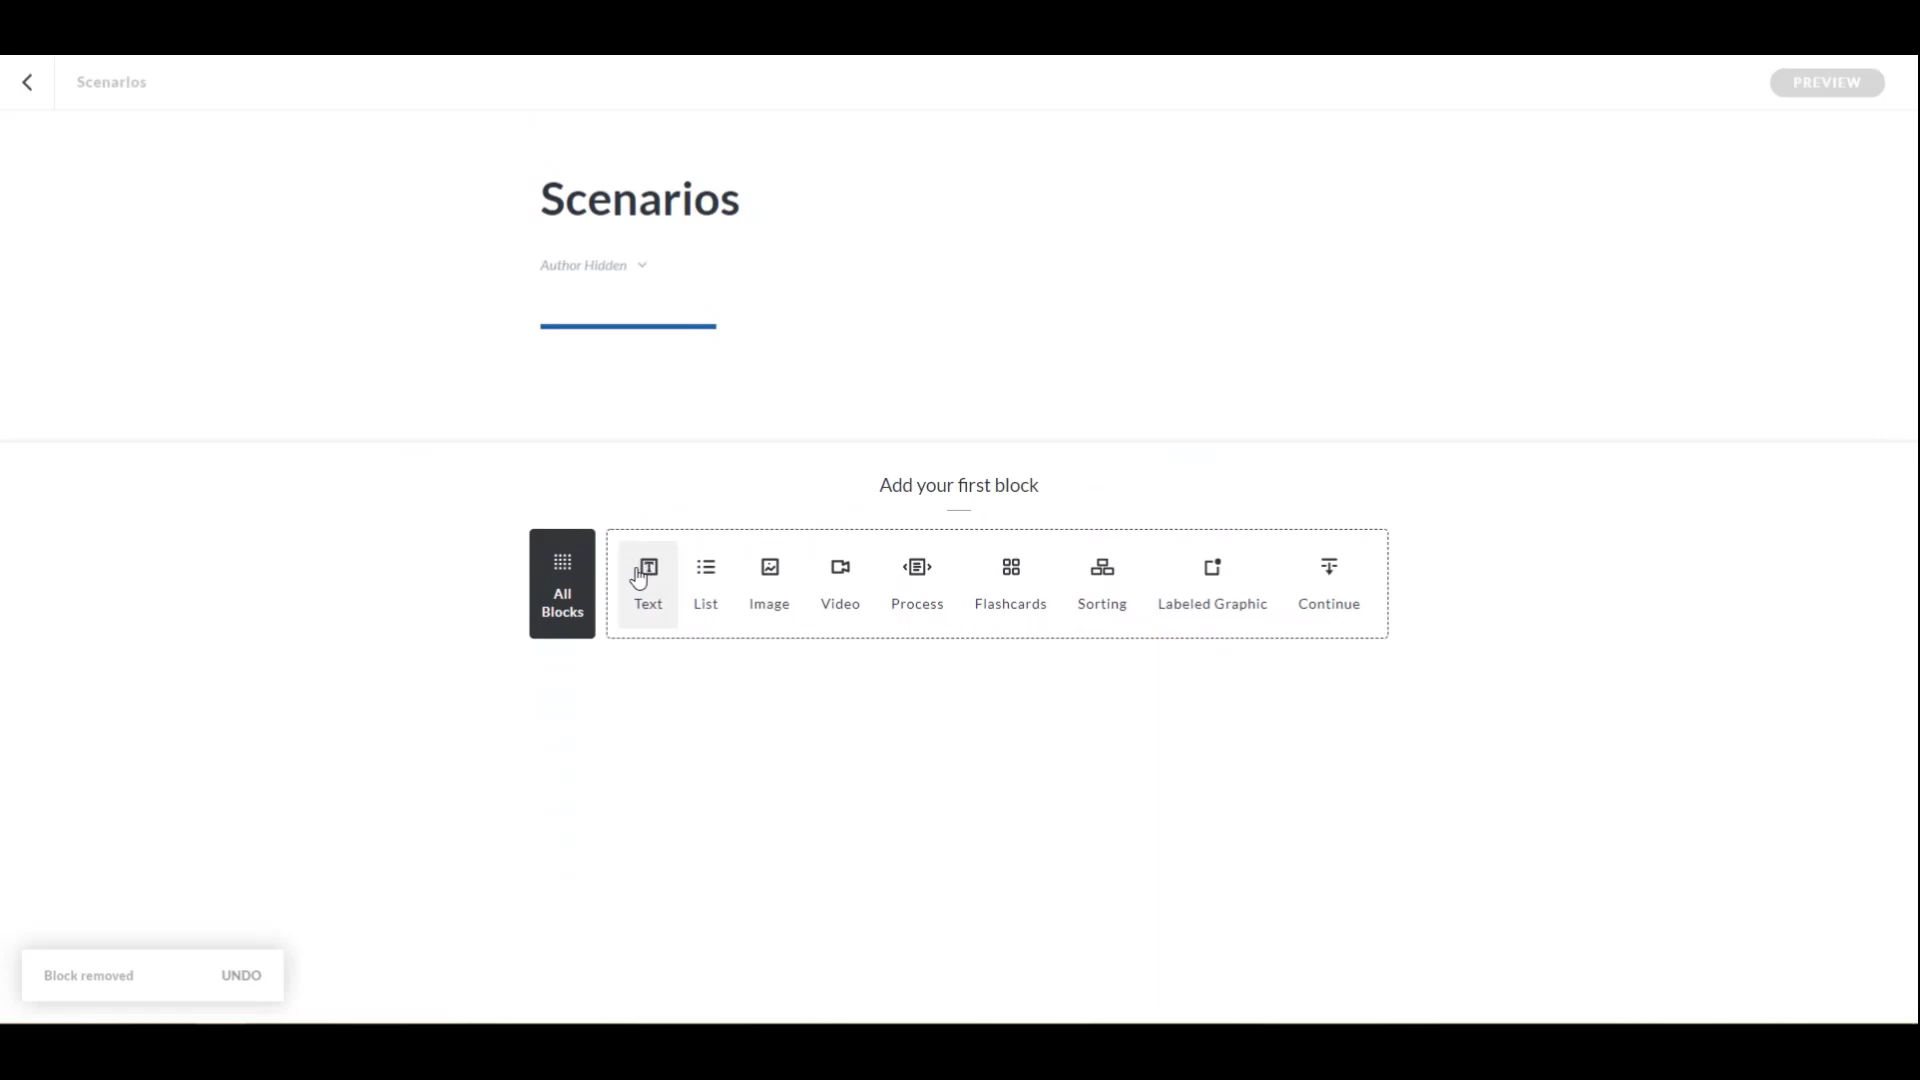 Scenarios
PREVIEW
Scenarios
Author Hidden
Add your first block
All
Blocks
Text
List
Image
Video
Process
Flashcards
Sorting
Labeled Graphic
Continue
Block removed
UNDO